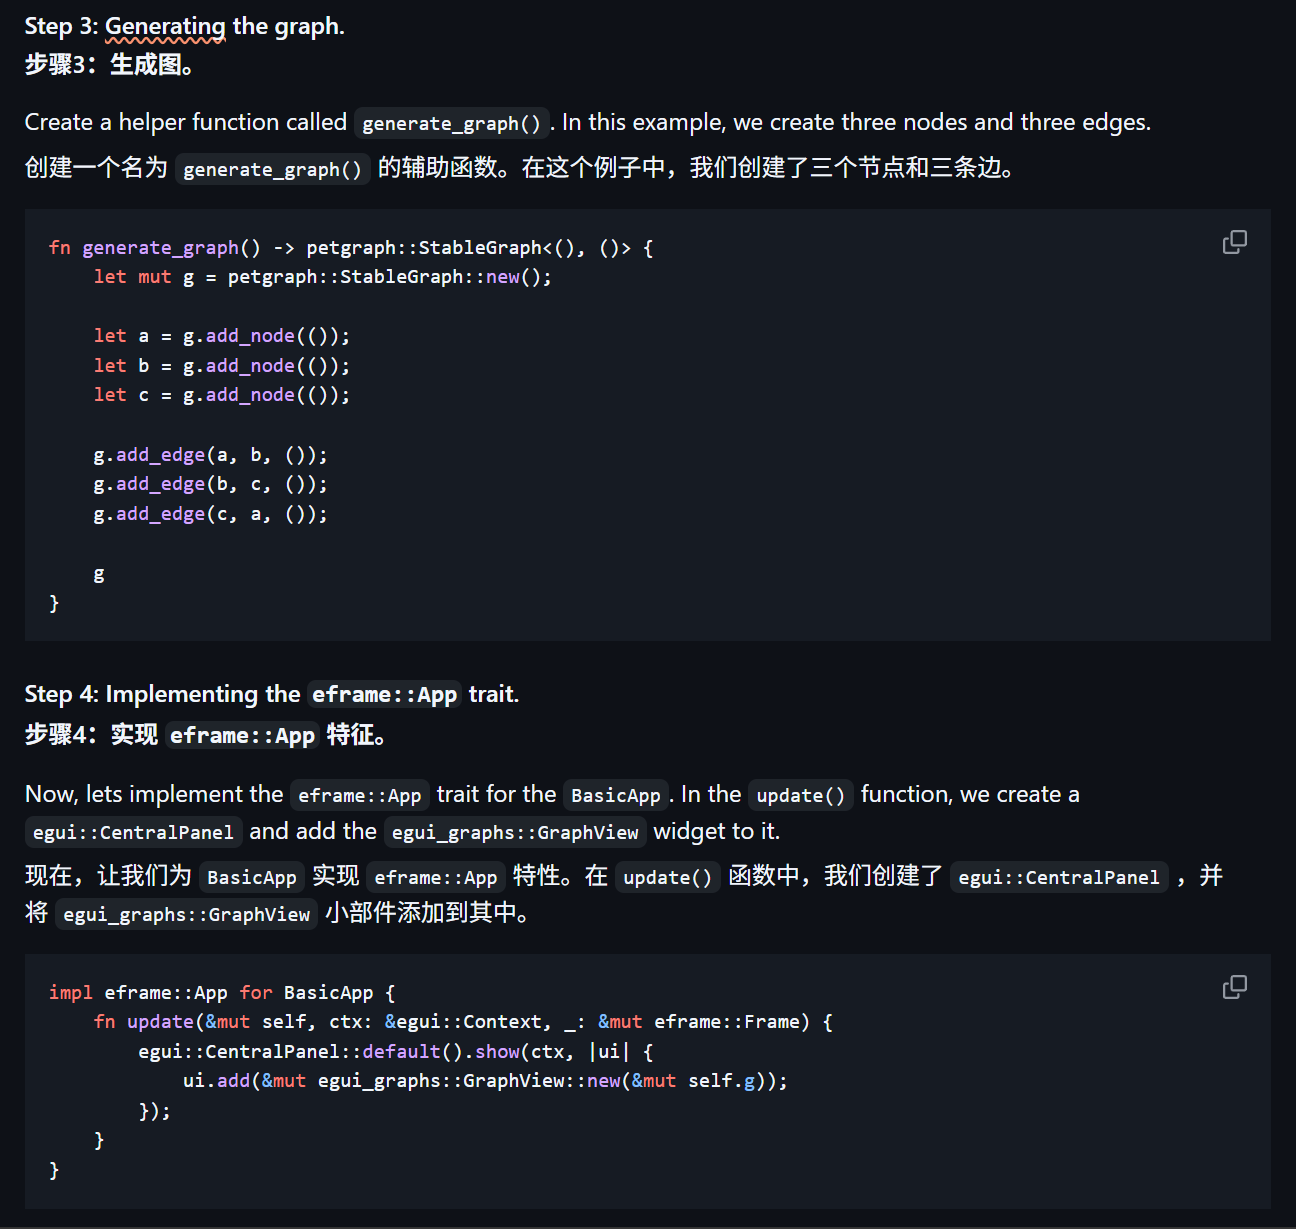 Step 3: Generating the graph.
步骤3：生成图。
Create a helper function called generate_graph() . In this example, we create three nodes and three edges.
创建一个名为 generate_graph() 的辅助函数。在这个例子中，我们创建了三个节点和三条边。
fn generate_graph() -> petgraph::StableGraph<(), ()> {
    let mut g = petgraph::StableGraph::new();
    let a = g.add_node(());
    let b = g.add_node(());
    let c = g.add_node(());
    g.add_edge(a, b, ());
    g.add_edge(b, c, ());
    g.add_edge(c, a, ());
    g
}
Step 4: Implementing the eframe::App trait.
步骤4：实现 eframe::App 特征。
Now, lets implement the eframe::App trait for the BasicApp . In the update() function, we create a
egui::CentralPanel and add the egui_graphs::GraphView widget to it.
现在，让我们为 BasicApp 实现 eframe::App 特性。在 update() 函数中，我们创建了 egui::CentralPanel ，并
将 egui_graphs::GraphView 小部件添加到其中。
impl eframe::App for BasicApp {
    fn update(&mut self, ctx: &egui::Context, _: &mut eframe::Frame) {
        egui::CentralPanel::default().show(ctx, |ui| {
            ui.add(&mut egui_graphs::GraphView::new(&mut self.g));
        });
    }
}